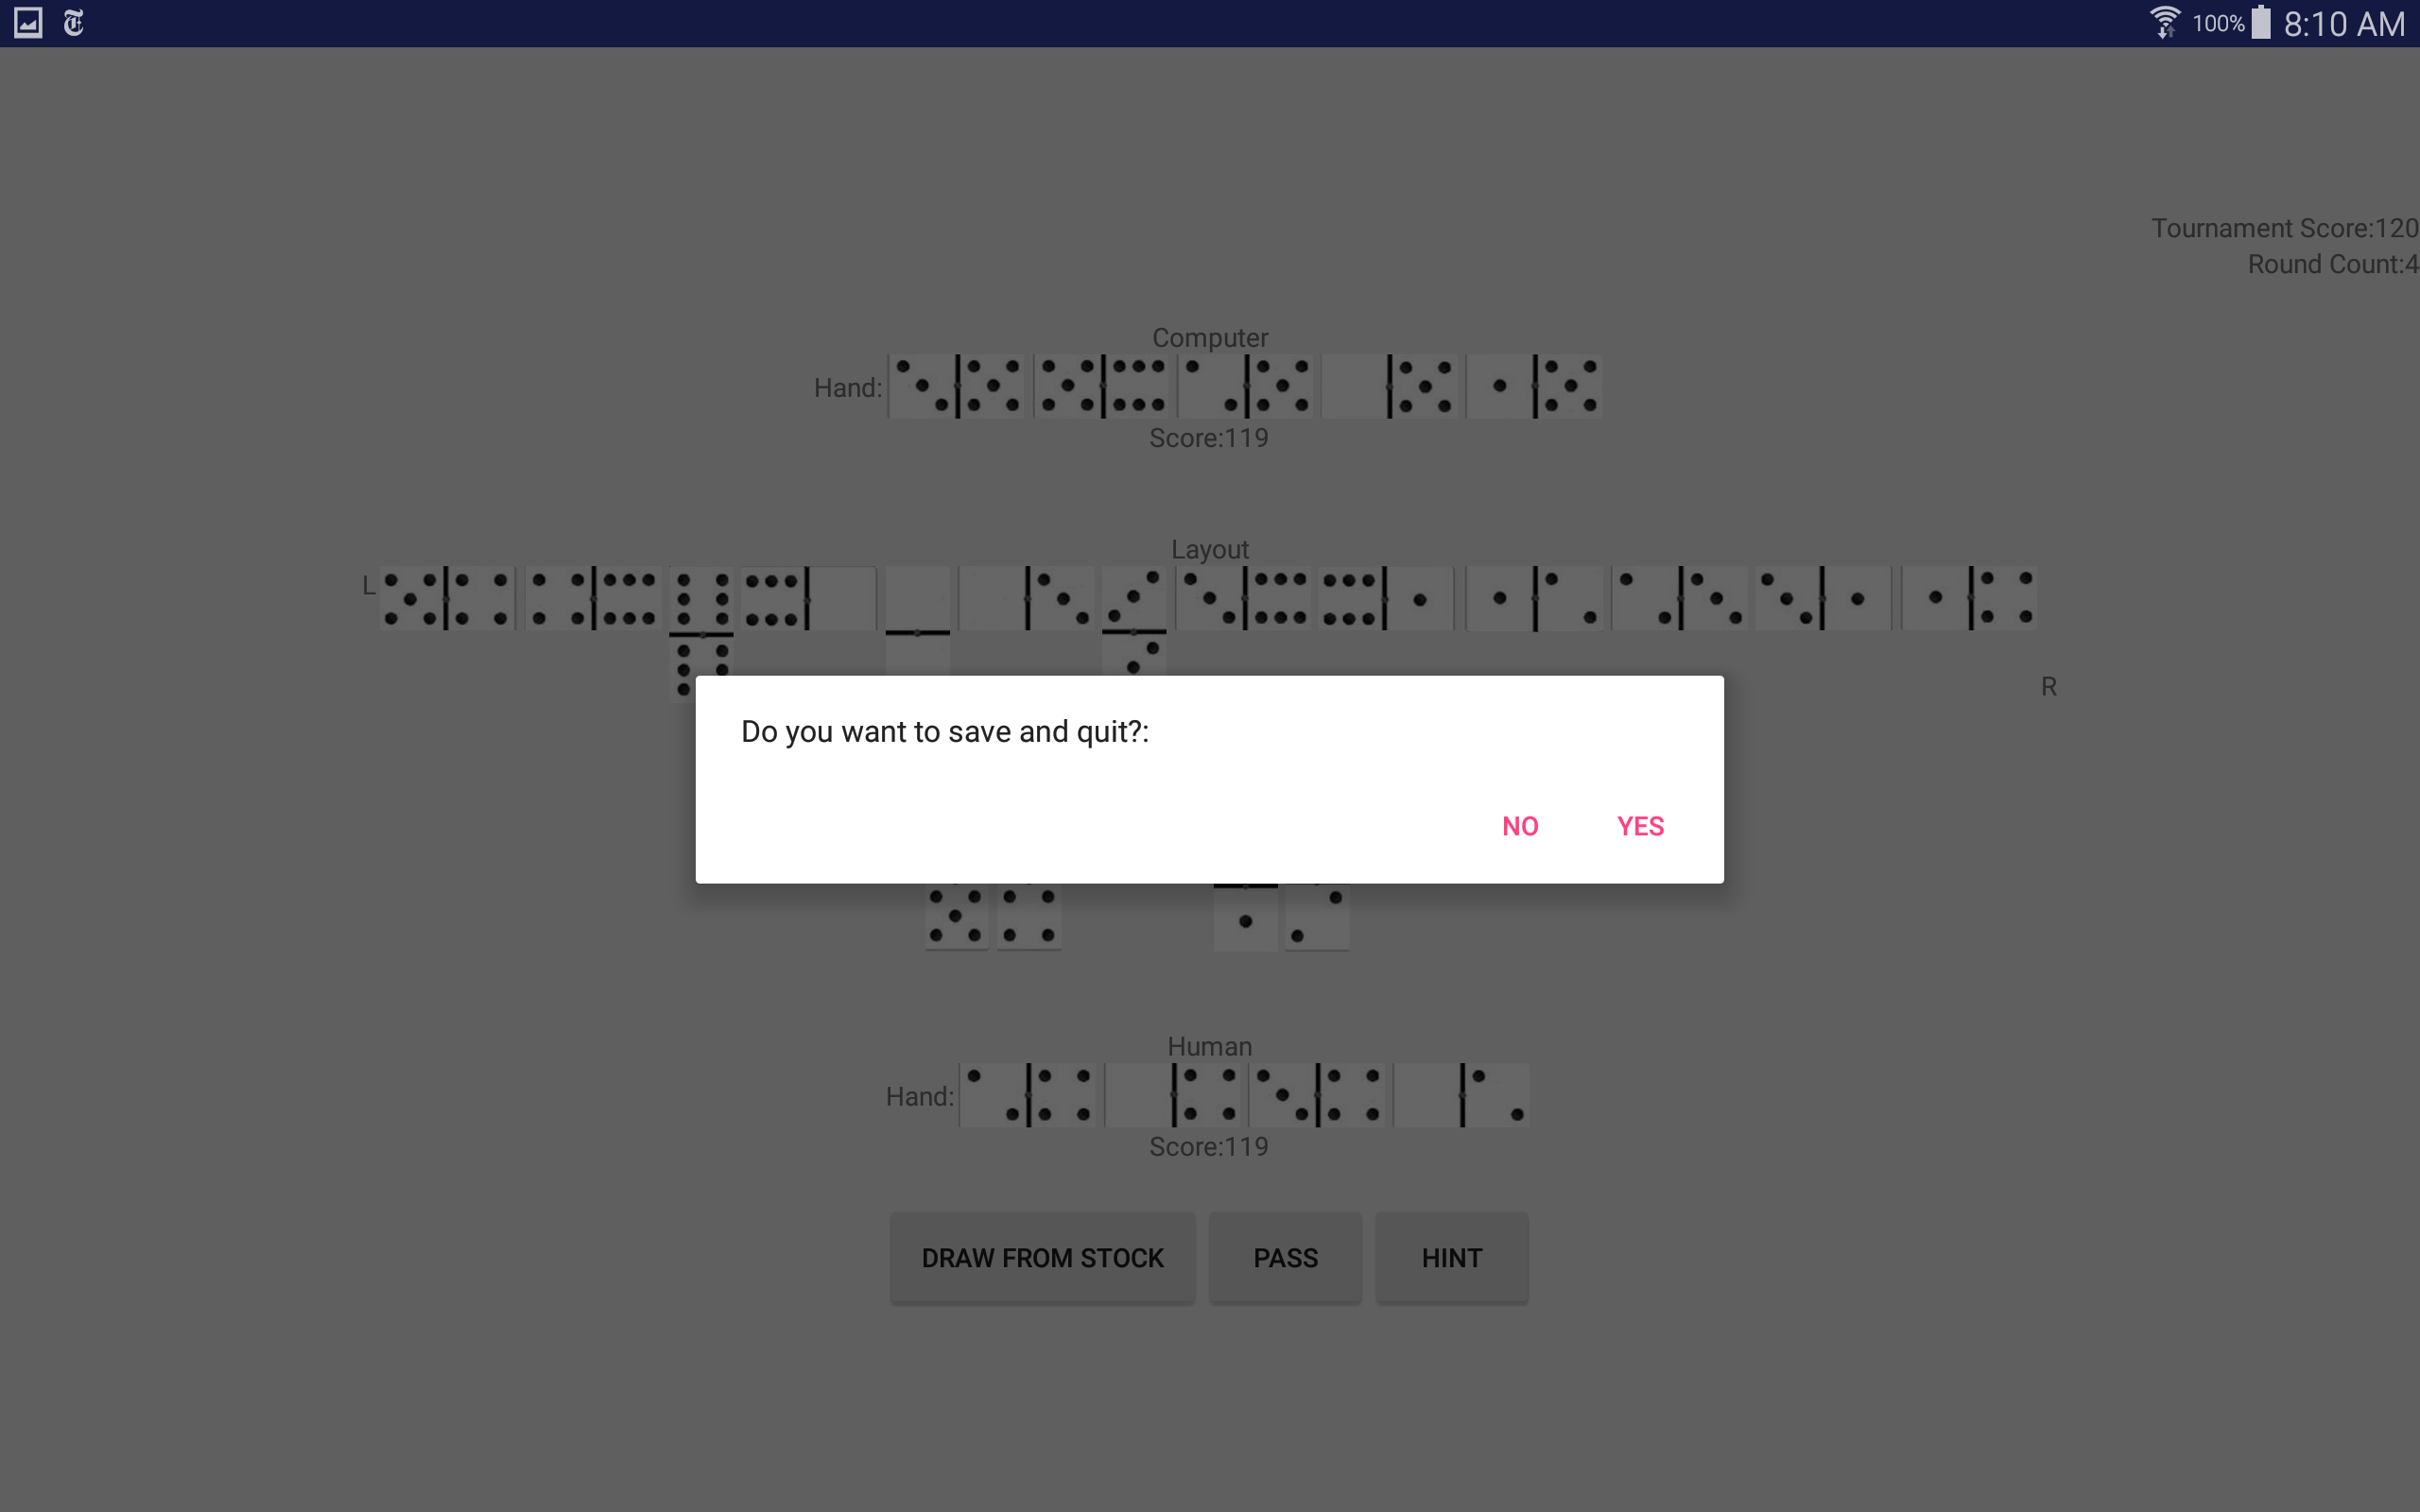 T 100% 8:10 AM
Tournament Score:120
Round Count:4
Computer
Hand:
Score:119
Layout
L
R
Do you want to save and quit?:
NO YES
Human
Hand:
Score:119
DRAW FROM STOCK PASS HINT